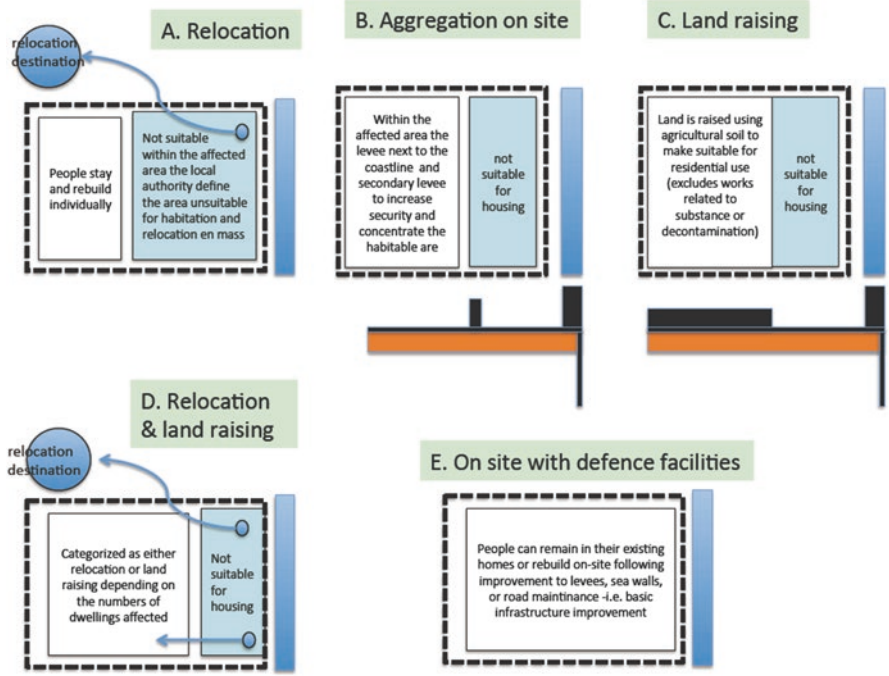 A. Relocation
relocation
destination
People stay
and rebuild
individually
Not suitable
within the affected
area the local
authority define
the area unsuitable
for habitation and
relocation en mass
B. Aggregation on site
Within the
affected area the
levee next to the
coastline and
secondary levee
to increase
security and
concentrate the
habitable are
not
suitable
for
housing
C. Land raising
Land is raised using
agricultural soil to
make suitable for
residential use
(excludes works
related to
substance or
decontamination)
not
suitable
for
housing
D. Relocation
& land raising
relocation
destination
Categorized as either
relocation or land
raising depending on
the numbers of
dwellings affected
Not
suitable
for
housing
E. On site with defence facilities
People can remain in their existing
homes or rebuild on-site following
improvement to levees, sea walls,
or road maintinance -i.e. basic
infrastructure improvement